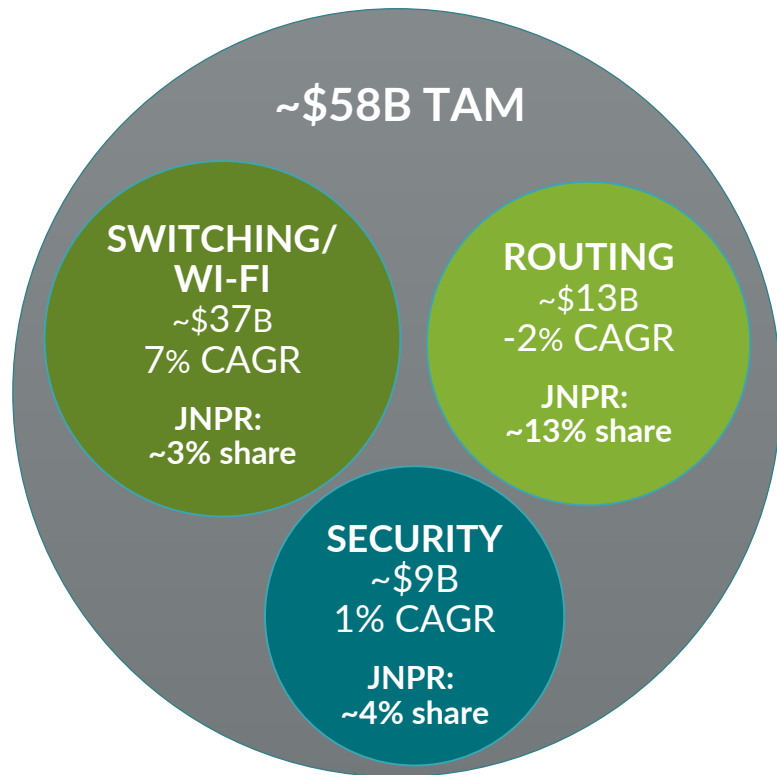 ~$58B TAM
SWITCHING/
WI-FI
~$37B
7% CAGR
JNPR:
~3% share
ROUTING
~$13B
-2% CAGR
JNPR:
~13% share
SECURITY
~$9B
1% CAGR
JNPR:
~4% share